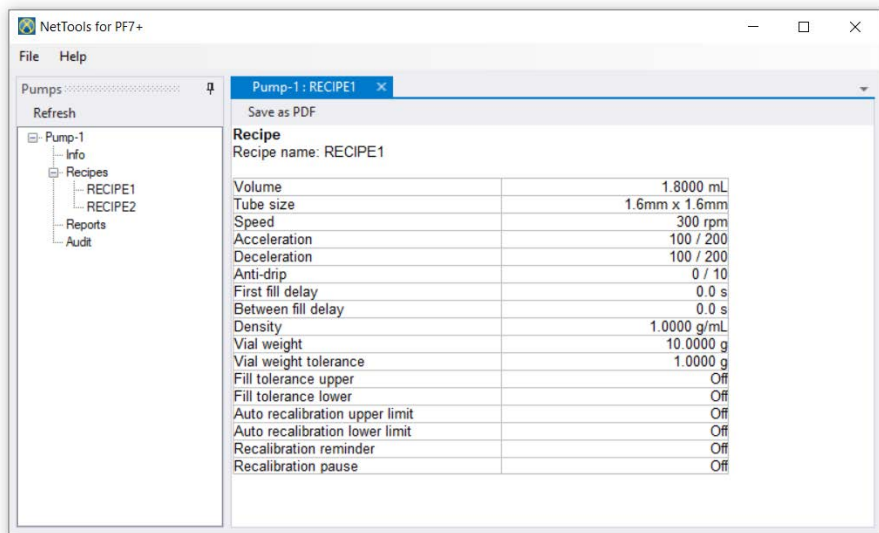 NetTools for PF7+
File Help
Pumps
Refresh
Pump-1
Info
Recipes
RECIPE1
RECIPE2
Reports
Audit
Pump-1 : RECIPE1
Save as PDF
Recipe
Recipe name: RECIPE1
Volume 1.8000 mL
Tube size 1.6mm x 1.6mm
Speed 300 rpm
Acceleration 100 / 200
Deceleration 100 / 200
Anti-drip 0 / 10
First fill delay 0.0 s
Between fill delay 0.0 s
Density 1.0000 g/mL
Vial weight 10.0000 g
Vial weight tolerance 1.0000 g
Fill tolerance upper Off
Fill tolerance lower Off
Auto recalibration upper limit Off
Auto recalibration lower limit Off
Recalibration reminder Off
Recalibration pause Off